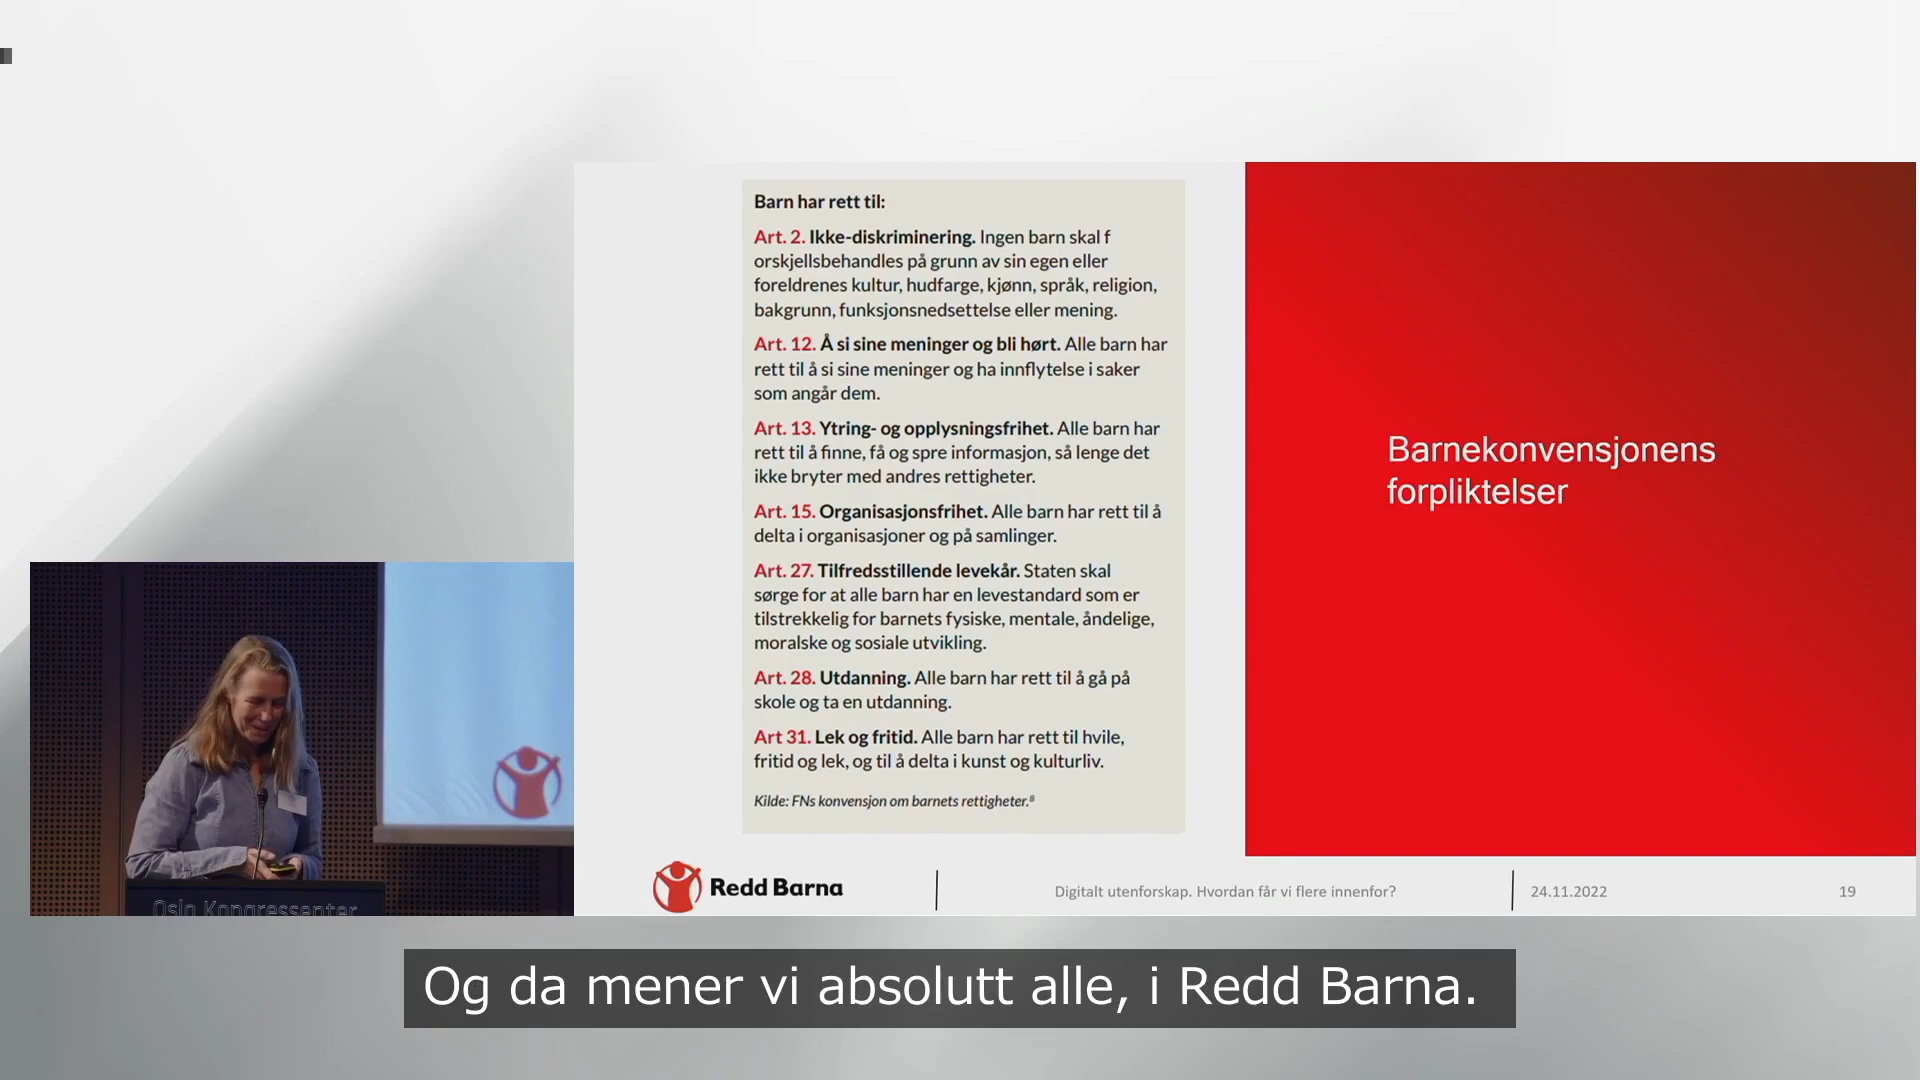 Barn har rett til:
Art. 2. Ikke-diskriminering. Ingen barn skal f
orskjellsbehandles på grunn av sin egen eller
foreldrenes kultur, hudfarge, kjønn, språk, religion,
bakgrunn, funksjonsnedsettelse eller mening.
Art. 12. Å si sine meninger og bli hørt. Alle barn har
rett til å si sine meninger og ha innflytelse i saker
som angår dem.
Art. 13. Ytring- og opplysningsfrihet. Alle barn har
rett til å finne, få og spre informasjon, så lenge det
ikke bryter med andres rettigheter.
Art. 15. Organisasjonsfrihet. Alle barn har rett til å
delta i organisasjoner og på samlinger.
Art. 27. Tilfredsstillende levekår. Staten skal
sørge for at alle barn har en levestandard som er
tilstrekkelig for barnets fysiske, mentale, åndelige,
moralske og sosiale utvikling.
Art. 28. Utdanning. Alle barn har rett til å gå på
skole og ta en utdanning.
Art 31. Lek og fritid. Alle barn har rett til hvile,
fritid og lek, og til å delta i kunst og kulturliv.
Kilde: FNs konvensjon om barnets rettigheter.⁸
Barnekonvensjonens
forpliktelser
Redd Barna
Digitalt utenforskap. Hvordan får vi flere innenfor?
24.11.2022
19
Oslo Kongressenter
Og da mener vi absolutt alle, i Redd Barna.